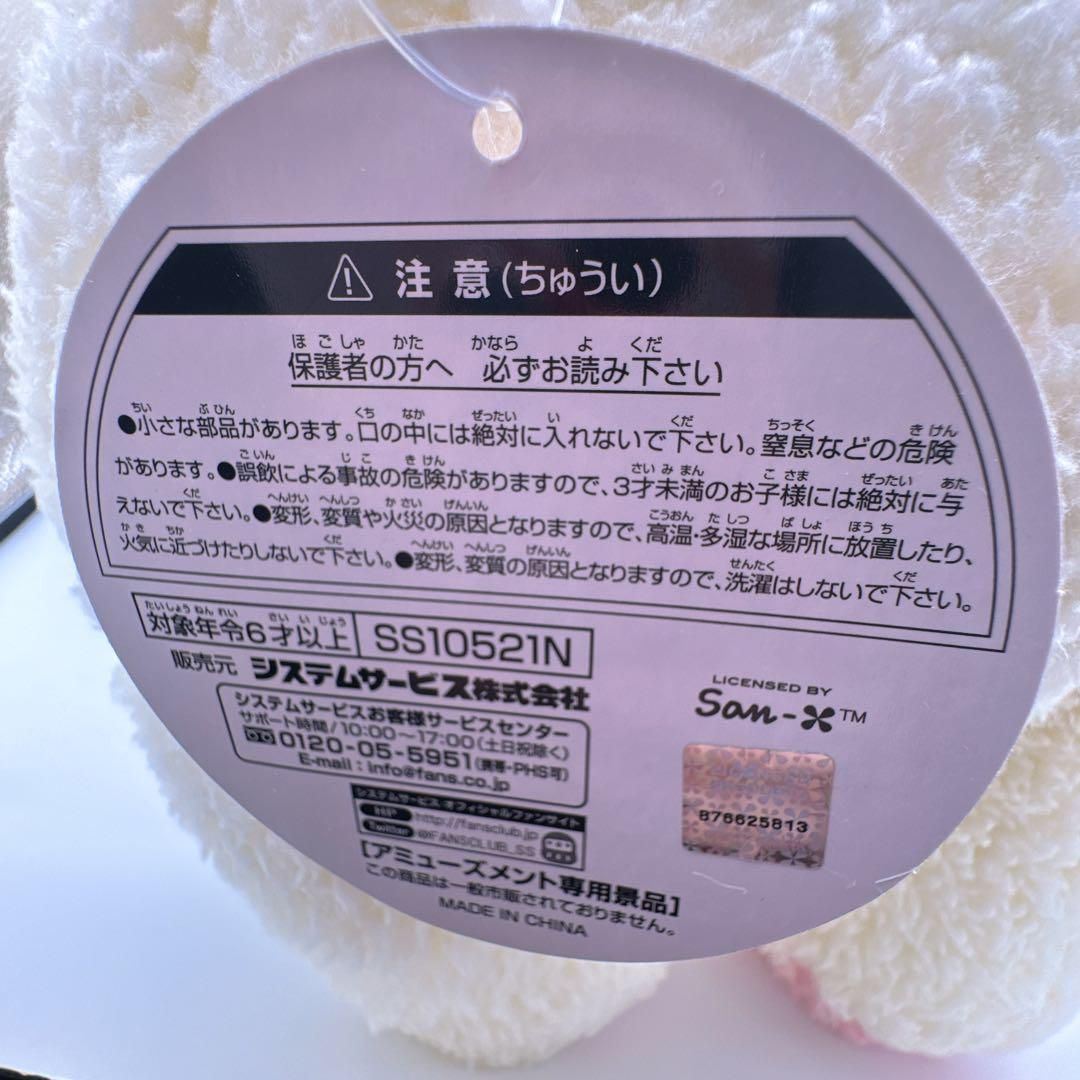 注意(ちゅうい)
保護者の方へ 必ずお読み下さい
●小さな部品があります。口の中には絶対に入れないで下さい。窒息などの危険
があります。●誤飲による事故の危険がありますので、3才未満のお子様には絶対に与
えないで下さい。●変形、変質や火災の原因となりますので、高温・多湿な場所に放置したり、
火気に近づけたりしないで下さい。●変形、変質の原因となりますので、洗濯はしないで下さい。
対象年令6才以上 SS10521N
販売元 システムサービス株式会社
システムサービスお客様サービスセンター
サポート時間/10:00〜17:00(土日祝除く)
0120-05-5951(携帯・PHS可)
E-mail:info@fans.co.jp
システムサービス オフィシャルファンサイト
HP http://fansclub.jp
Twitter @FANSCLUB_SS
[アミューズメント専用景品]
この商品は一般市販されておりません。
MADE IN CHINA
LICENSED BY
San-X™
876625813